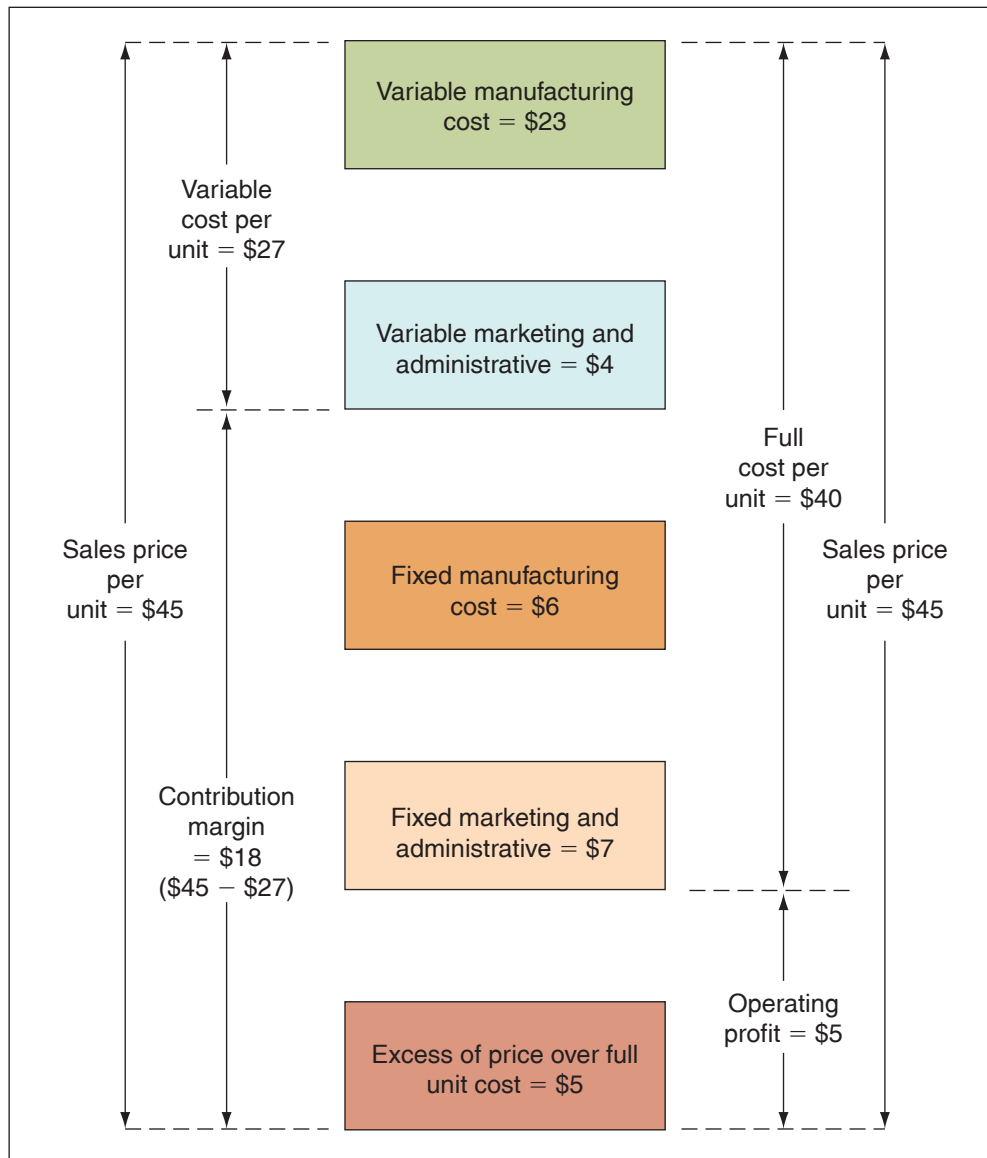 Variable manufacturing
cost = $23
Variable
cost per
unit = $27
Variable marketing and
administrative = $4
Full
cost per
unit = $40
Sales price
per
unit = $45
Fixed manufacturing
cost = $6
Sales price
per
unit = $45
Contribution
margin
= $18
($45 − $27)
Fixed marketing and
administrative = $7
Operating
profit = $5
Excess of price over full
unit cost = $5